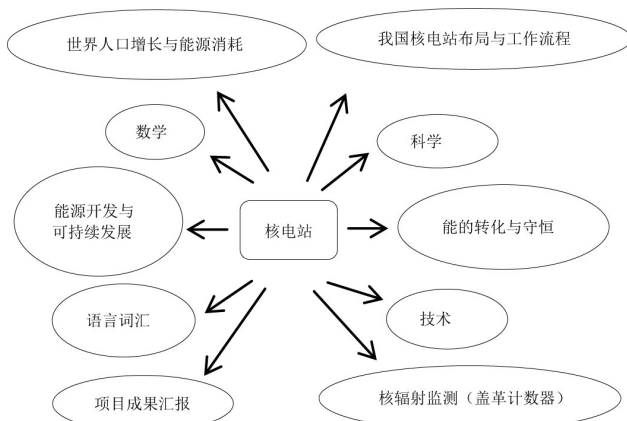 世界人口增长与能源消耗
我国核电站布局与工作流程
数学
科学
能源开发与
可持续发展
核电站
能的转化与守恒
语言词汇
技术
项目成果汇报
核辐射监测（盖革计数器）